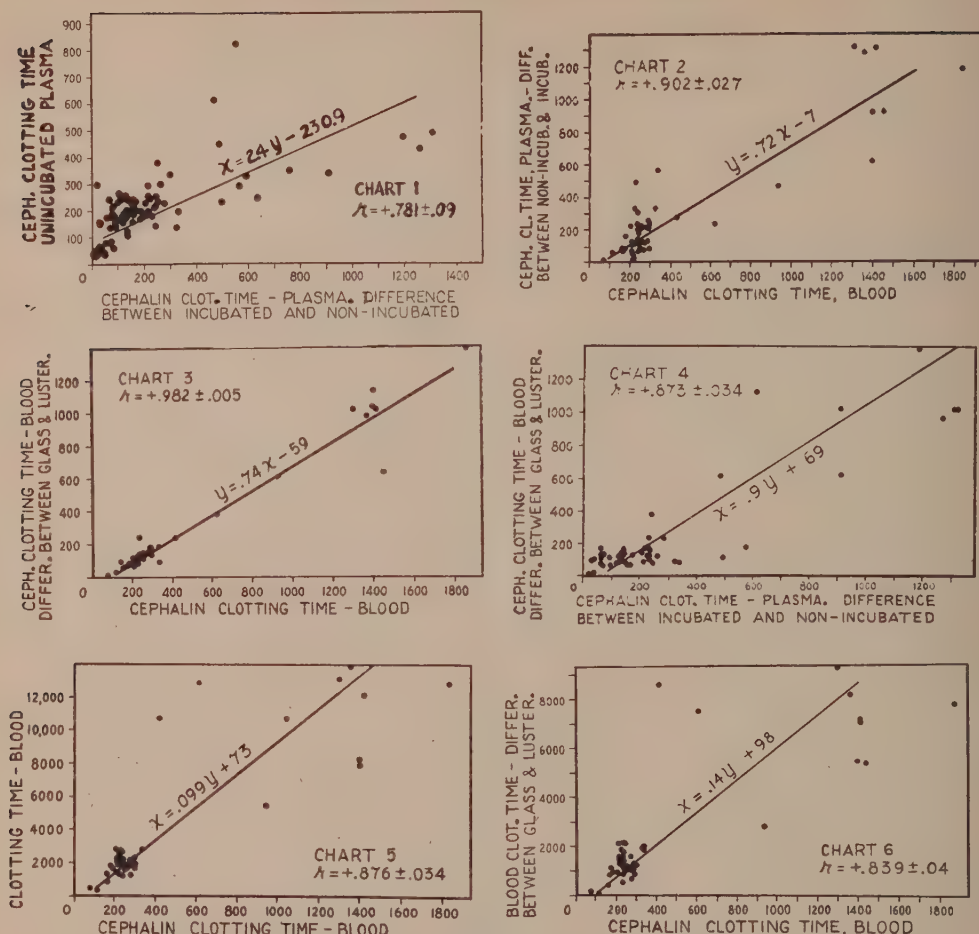 CEPH. CLOTTING TIME
UNINCUBATED PLASMA
900
800
700
600
500
400
300
200
100
0
X = 24 y − 230.9
CHART 1
r = +.781 ± .09
0 200 400 600 800 1000 1200 1400
CEPHALIN CLOT. TIME - PLASMA. DIFFERENCE
BETWEEN INCUBATED AND NON-INCUBATED
CEPH. CL. TIME, PLASMA.- DIFF.
BETWEEN NON-INCUB. & INCUB.
1200
1000
800
600
400
200
0
CHART 2
r = +.902 ± .027
y = .72 X − 7
0 200 400 600 800 1000 1200 1400 1600 1800
CEPHALIN CLOTTING TIME, BLOOD
CEPH. CLOTTING TIME - BLOOD
DIFFER. BETWEEN GLASS & LUSTER.
1200
1000
800
600
400
200
CHART 3
r = +.982 ± .005
y = .74 X − 59
0 200 400 600 800 1000 1200 1400 1600 1800
CEPHALIN CLOTTING TIME - BLOOD
CEPH. CLOTTING TIME - BLOOD
DIFFER. BETWEEN GLASS & LUSTER.
1200
1000
800
600
400
200
CHART 4
r = +.873 ± .034
X = .9 y + 69
0 200 400 600 800 1000 1200
CEPHALIN CLOT. TIME - PLASMA. DIFFERENCE
BETWEEN INCUBATED AND NON-INCUBATED
CLOTTING TIME - BLOOD
12,000
10,000
8000
6000
4000
2000
X = .099 y + 73
CHART 5
r = +.876 ± .034
0 200 400 600 800 1000 1200 1400 1600 1800
CEPHALIN CLOTTING TIME - BLOOD
BLOOD CLOT. TIME - DIFFER.
BETWEEN GLASS & LUSTER.
8000
6000
4000
2000
0
X = .14 y + 98
CHART 6
r = +.839 ± .04
200 400 600 800 1000 1200 1400 1600 1800
CEPHALIN CLOTTING TIME, BLOOD